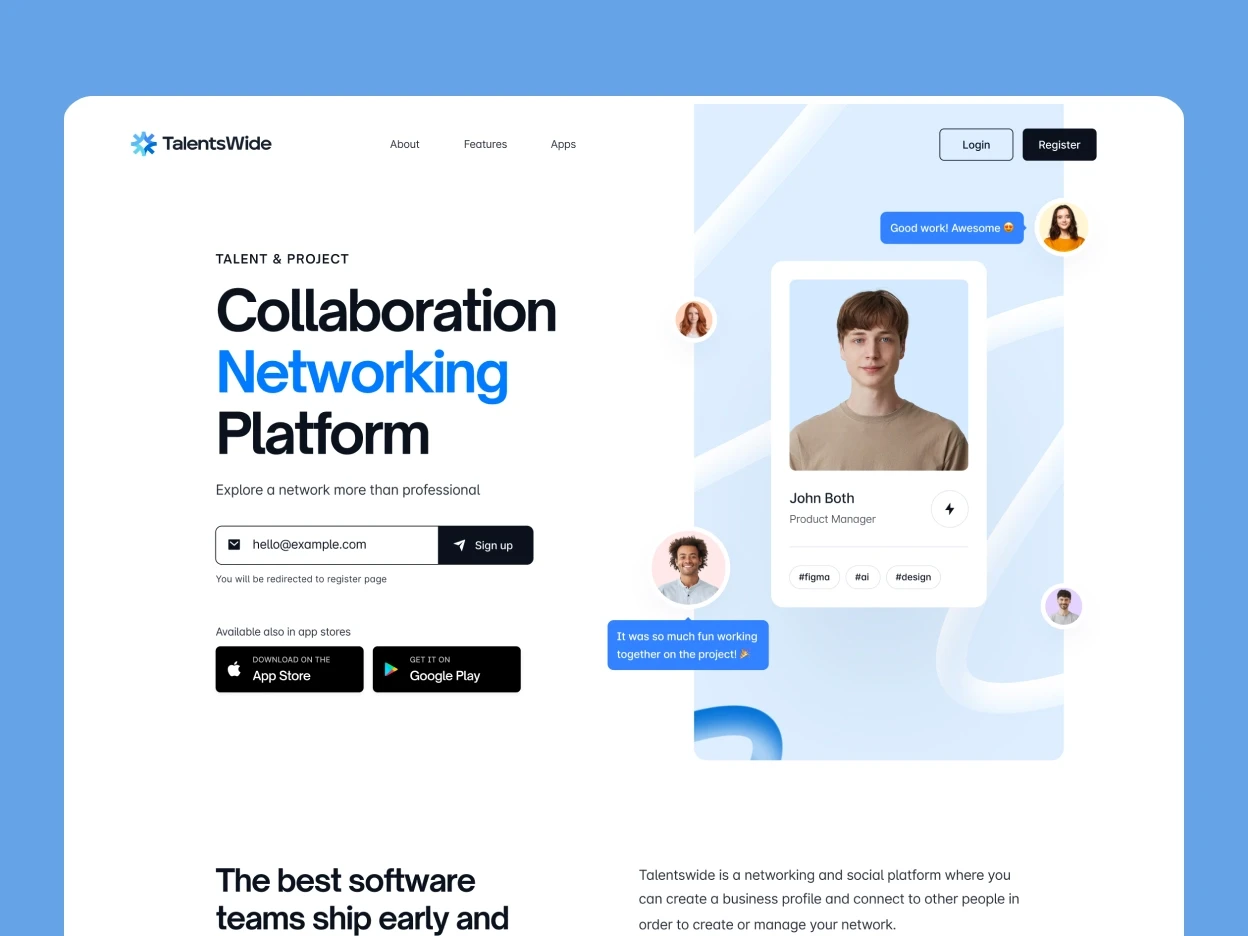 TalentsWide
About
Features
Apps
Login
Register
Good work! Awesome 😍
TALENT & PROJECT
Collaboration
Networking
Platform
Explore a network more than professional
hello@example.com
Sign up
You will be redirected to register page
Available also in app stores
DOWNLOAD ON THE
App Store
GET IT ON
Google Play
John Both
Product Manager
#figma
#ai
#design
It was so much fun working
together on the project! 🎉
The best software
teams ship early and
Talentswide is a networking and social platform where you
can create a business profile and connect to other people in
order to create or manage your network.